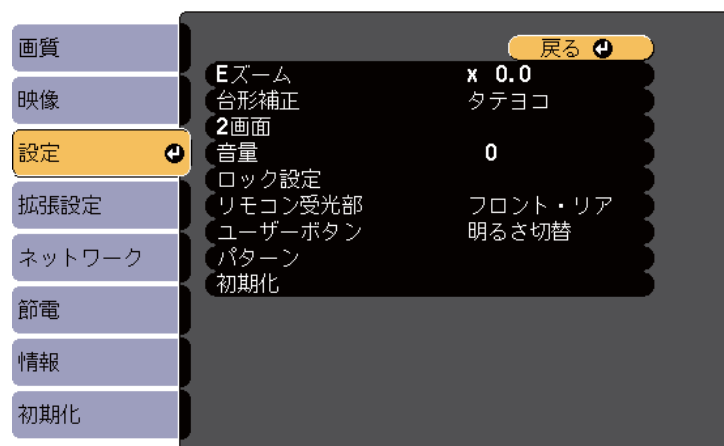 画質
映像
設定
拡張設定
ネットワーク
節電
情報
初期化
戻る
Eズーム x 0.0
台形補正 タテヨコ
2画面
音量 0
ロック設定
リモコン受光部 フロント・リア
ユーザーボタン 明るさ切替
パターン
初期化